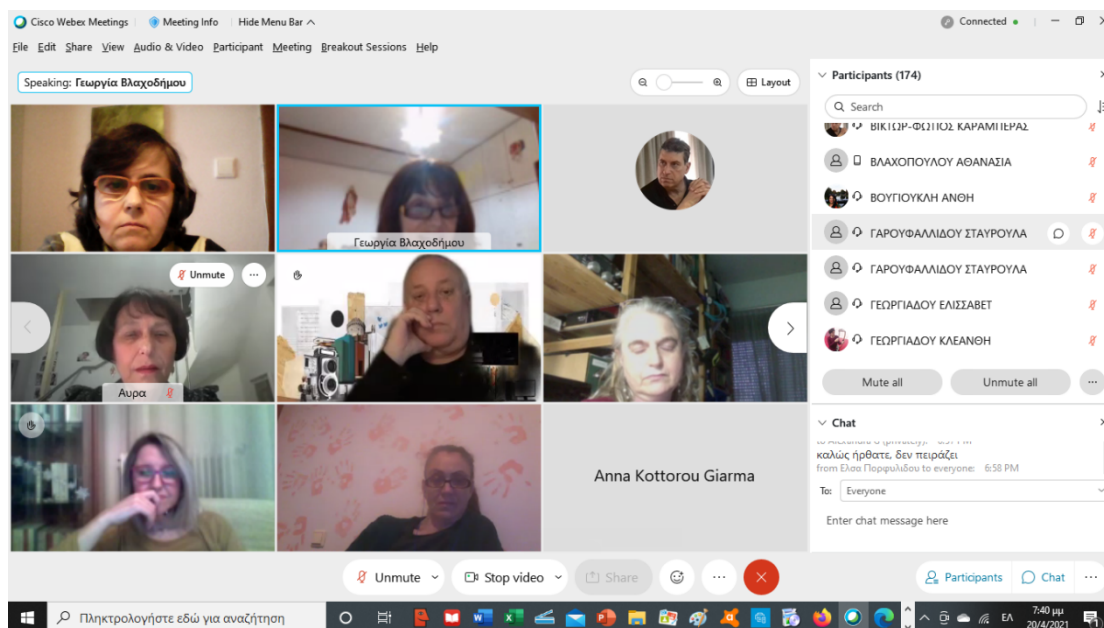 Cisco Webex Meetings Meeting Info Hide Menu Bar
Connected
File Edit Share View Audio & Video Participant Meeting Breakout Sessions Help
Speaking: Γεωργία Βλαχοδήμου
Layout
Γεωργία Βλαχοδήμου
Unmute
Αυρα
Anna Kottorou Giarma
Participants (174)
Search
ΒΙΚΤΩΡ-ΦΩΤΙΟΣ ΚΑΡΑΜΠΕΡΑΣ
ΒΛΑΧΟΠΟΥΛΟΥ ΑΘΑΝΑΣΙΑ
ΒΟΥΓΙΟΥΚΛΗ ΑΝΘΗ
ΓΑΡΟΥΦΑΛΛΙΔΟΥ ΣΤΑΥΡΟΥΛΑ
ΓΑΡΟΥΦΑΛΛΙΔΟΥ ΣΤΑΥΡΟΥΛΑ
ΓΕΩΡΓΙΑΔΟΥ ΕΛΙΣΣΑΒΕΤ
ΓΕΩΡΓΙΑΔΟΥ ΚΛΕΑΝΘΗ
Mute all Unmute all
Chat
καλώς ήρθατε, δεν πειράζει
from Ελσα Πορφυλιδου to everyone: 6:58 PM
To: Everyone
Enter chat message here
Unmute Stop video Share
Participants Chat
Πληκτρολογήστε εδώ για αναζήτηση
ΕΛ
7:40 μμ
20/4/2021